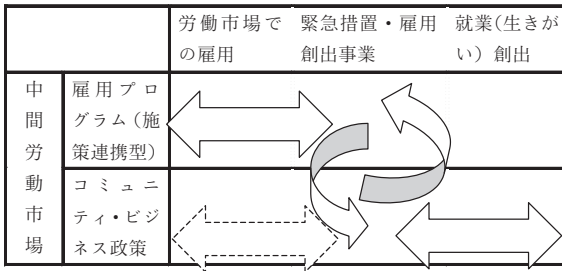 労働市場で
の雇用
緊急措置・雇用
創出事業
就業(生きが
い)創出
中
間
労
動
市
場
雇用プロ
グラム(施
策連携型)
コミュニ
ティ・ビジ
ネス政策